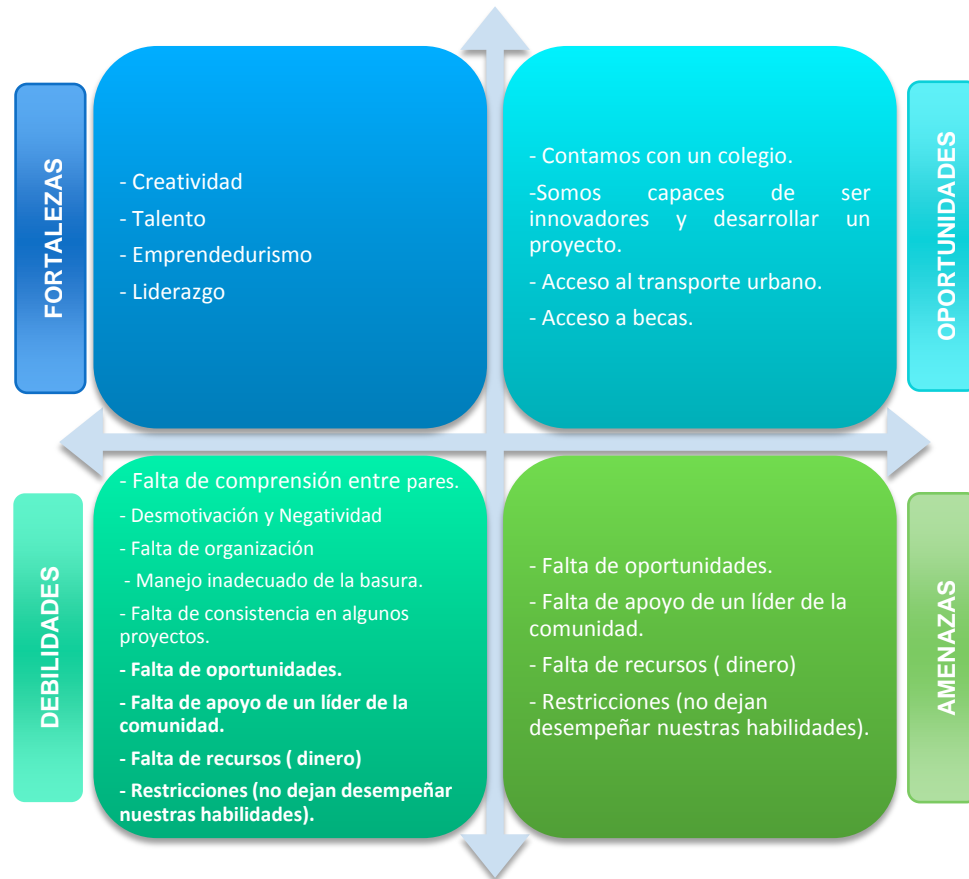 FORTALEZAS
- Creatividad
- Talento
- Emprendedurismo
- Liderazgo
OPORTUNIDADES
- Contamos con un colegio.
-Somos capaces de ser
innovadores y desarrollar un
proyecto.
- Acceso al transporte urbano.
- Acceso a becas.
DEBILIDADES
- Falta de comprensión entre pares.
- Desmotivación y Negatividad
- Falta de organización
- Manejo inadecuado de la basura.
- Falta de consistencia en algunos
proyectos.
- Falta de oportunidades.
- Falta de apoyo de un líder de la
comunidad.
- Falta de recursos ( dinero)
- Restricciones (no dejan desempeñar
nuestras habilidades).
AMENAZAS
- Falta de oportunidades.
- Falta de apoyo de un líder de la
comunidad.
- Falta de recursos ( dinero)
- Restricciones (no dejan
desempeñar nuestras habilidades).